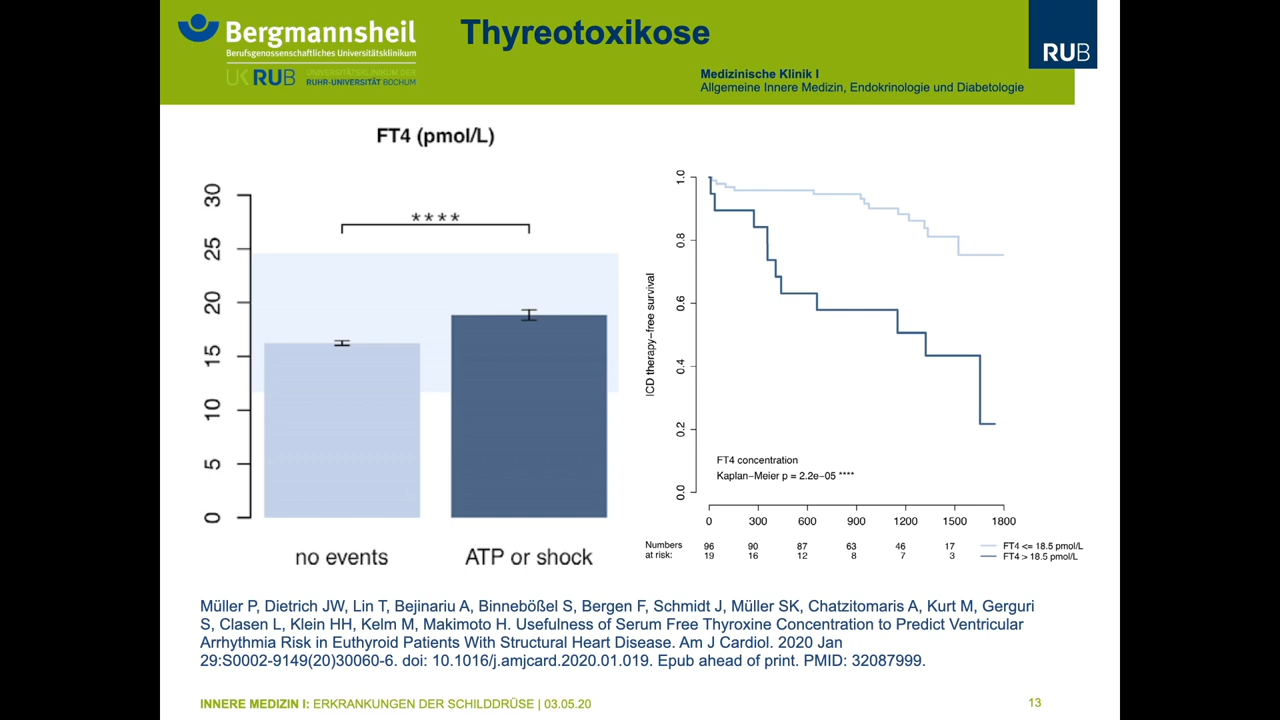 Bergmannsheil
Berufsgenossenschaftliches Universitätsklinikum
UK RUB
UNIVERSITÄTSKLINIKUM DER
RUHR-UNIVERSITÄT BOCHUM
Thyreotoxikose
Medizinische Klinik I
Allgemeine Innere Medizin, Endokrinologie und Diabetologie
RUB
FT4 (pmol/L)
30
25
20
15
10
5
0
****
no events
ATP or shock
ICD therapy−free survival
1.0
0.8
0.6
0.4
0.2
0.0
FT4 concentration
Kaplan−Meier p = 2.2e−05 ****
0 300 600 900 1200 1500 1800
Numbers 96 90 87 63 46 17
at risk: 19 16 12 8 7 3
FT4 <= 18.5 pmol/L
FT4 > 18.5 pmol/L
Müller P, Dietrich JW, Lin T, Bejinariu A, Binnebößel S, Bergen F, Schmidt J, Müller SK, Chatzitomaris A, Kurt M, Gerguri
S, Clasen L, Klein HH, Kelm M, Makimoto H. Usefulness of Serum Free Thyroxine Concentration to Predict Ventricular
Arrhythmia Risk in Euthyroid Patients With Structural Heart Disease. Am J Cardiol. 2020 Jan
29:S0002-9149(20)30060-6. doi: 10.1016/j.amjcard.2020.01.019. Epub ahead of print. PMID: 32087999.
INNERE MEDIZIN I: ERKRANKUNGEN DER SCHILDDRÜSE | 03.05.20
13